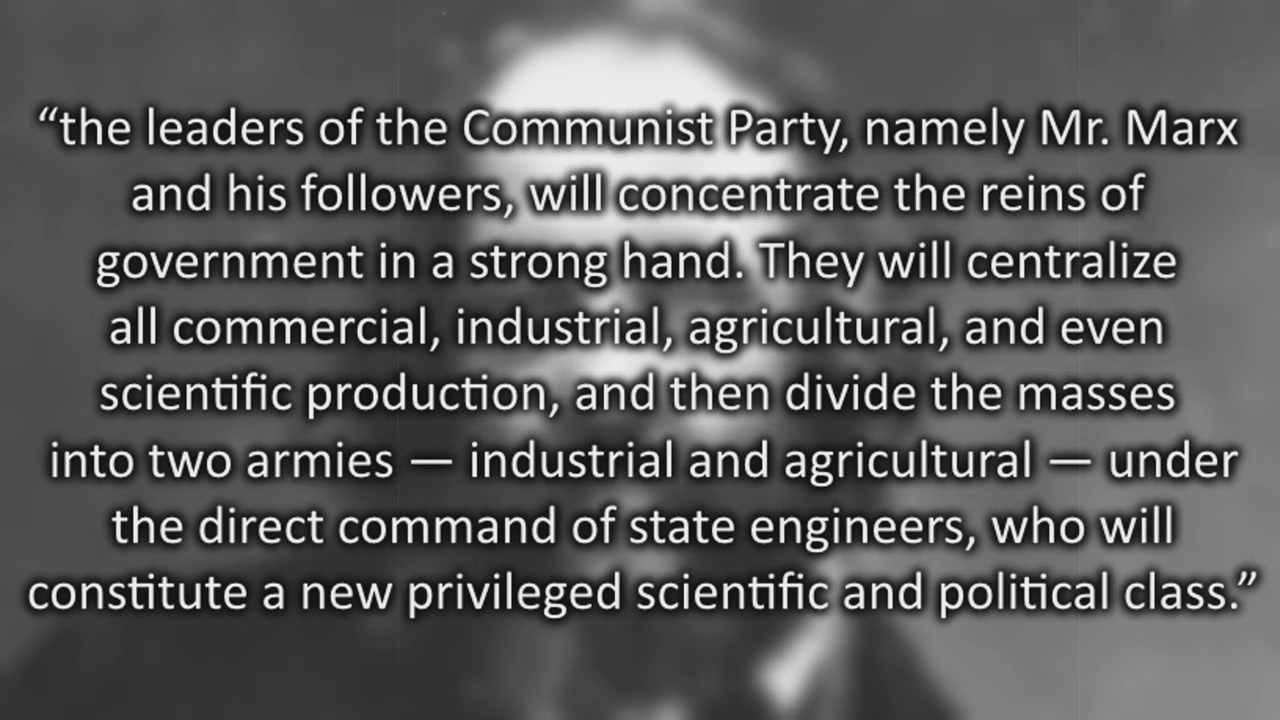 “the leaders of the Communist Party, namely Mr. Marx
and his followers, will concentrate the reins of
government in a strong hand. They will centralize
all commercial, industrial, agricultural, and even
scientific production, and then divide the masses
into two armies — industrial and agricultural — under
the direct command of state engineers, who will
constitute a new privileged scientific and political class.”